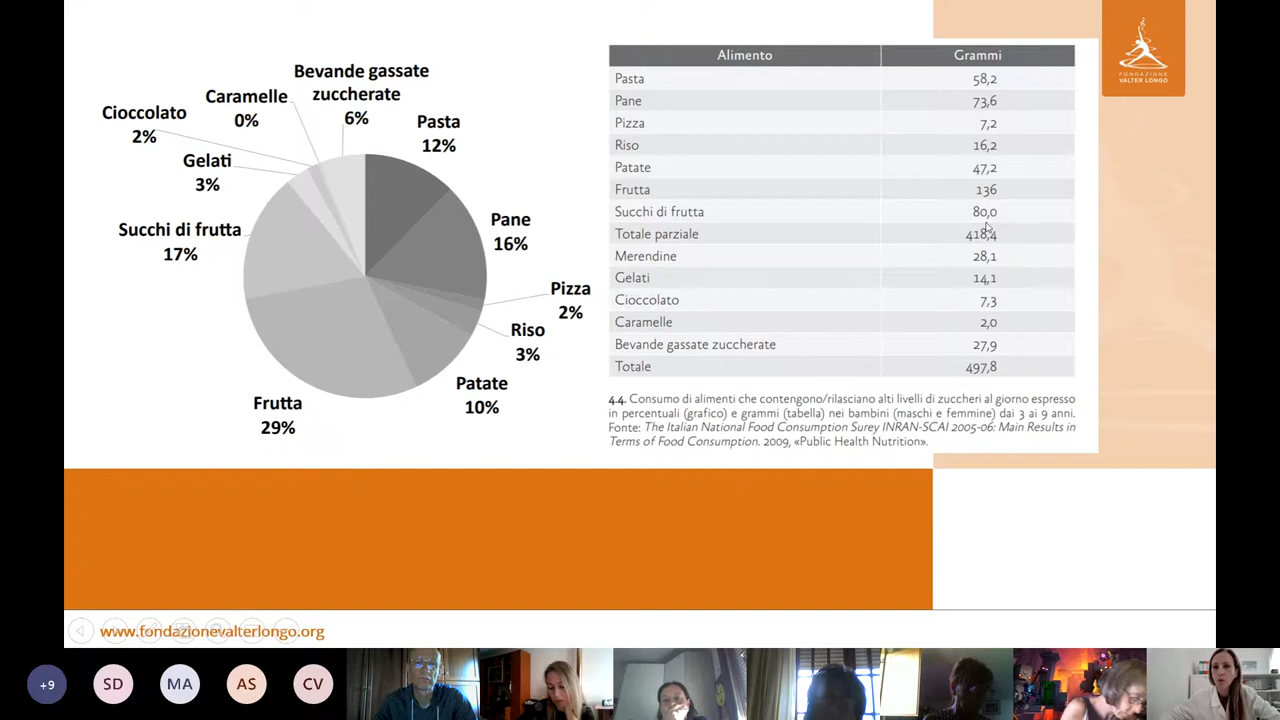 Bevande gassate
zuccherate
6%
Caramelle
0%
Cioccolato
2%
Gelati
3%
Succhi di frutta
17%
Frutta
29%
Pasta
12%
Pane
16%
Pizza
2%
Riso
3%
Patate
10%
Alimento Grammi
Pasta 58,2
Pane 73,6
Pizza 7,2
Riso 16,2
Patate 47,2
Frutta 136
Succhi di frutta 80,0
Totale parziale 418,4
Merendine 28,1
Gelati 14,1
Cioccolato 7,3
Caramelle 2,0
Bevande gassate zuccherate 27,9
Totale 497,8
4.4. Consumo di alimenti che contengono/rilasciano alti livelli di zuccheri al giorno espresso
in percentuali (grafico) e grammi (tabella) nei bambini (maschi e femmine) dai 3 ai 9 anni.
Fonte: The Italian National Food Consumption Surey INRAN-SCAI 2005-06: Main Results in
Terms of Food Consumption. 2009, «Public Health Nutrition».
FONDAZIONE
VALTER LONGO
www.fondazionevalterlongo.org
+9
SD
MA
AS
CV